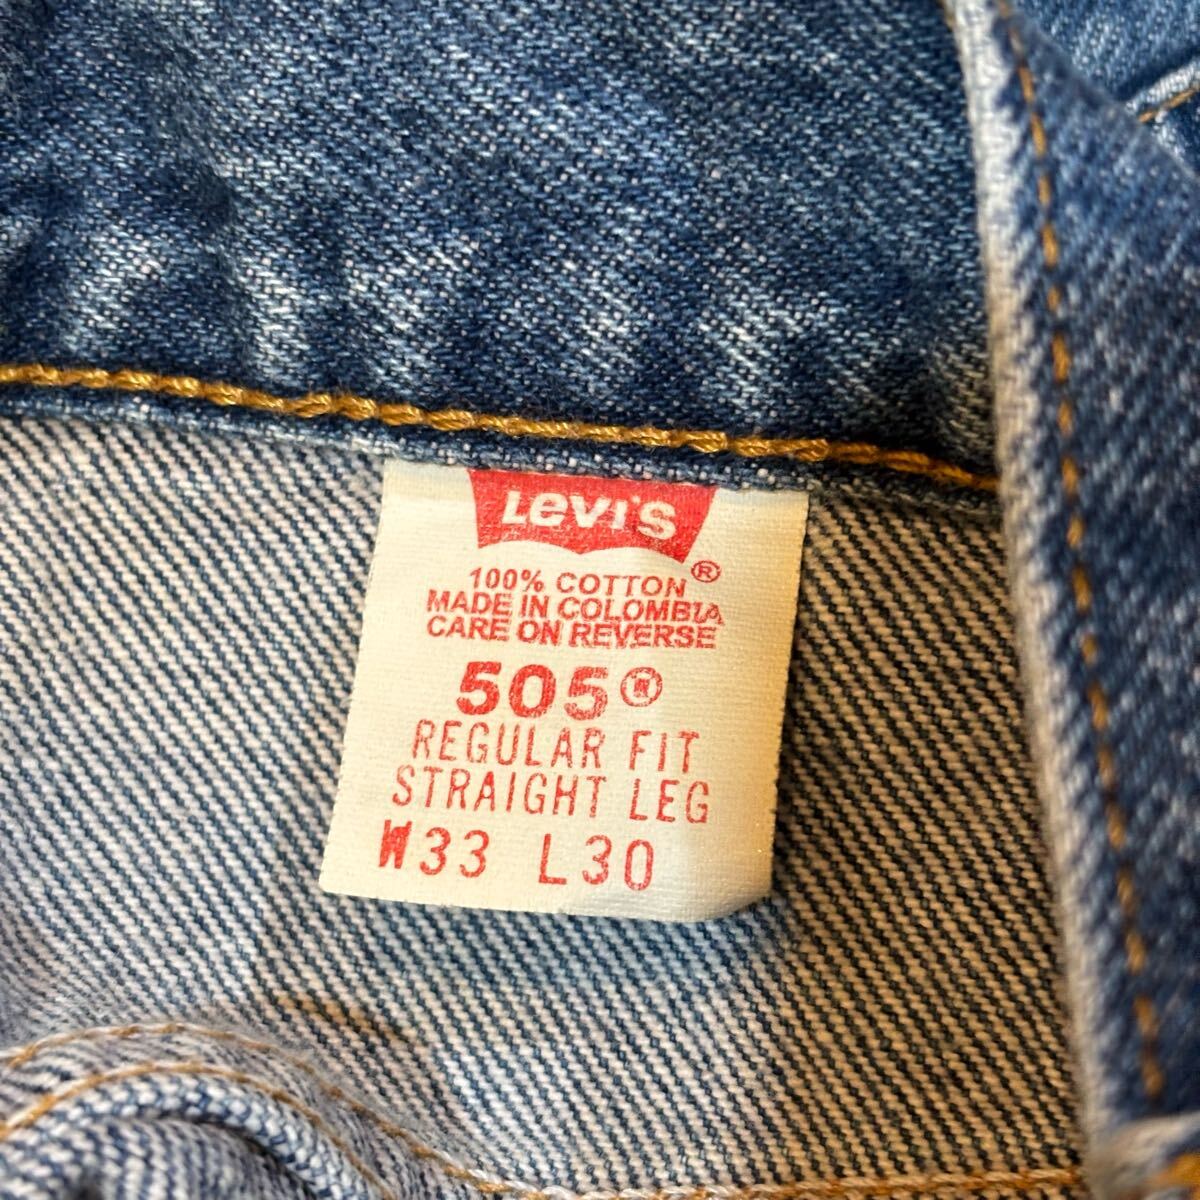 Levi's
®
100% COTTON
MADE IN COLOMBIA
CARE ON REVERSE
505®
REGULAR FIT
STRAIGHT LEG
W33 L30